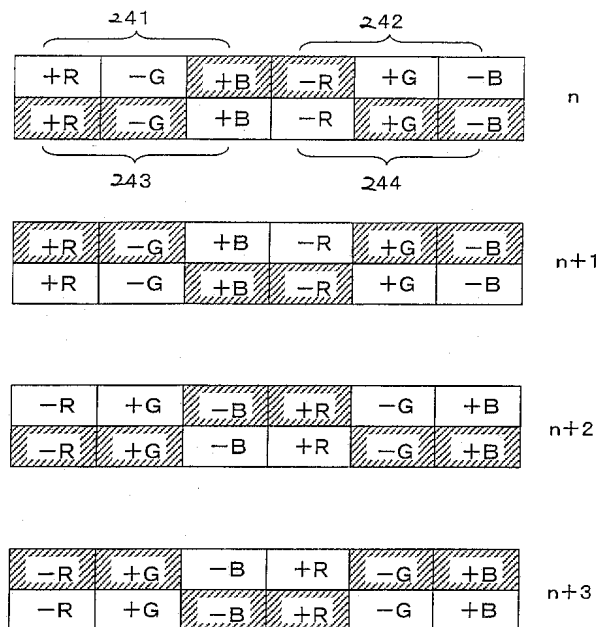 241 242
+R −G +B −R +G −B
+R −G +B −R +G −B
n
243 244
+R −G +B −R +G −B
+R −G +B −R +G −B
n+1
−R +G −B +R −G +B
−R +G −B +R −G +B
n+2
−R +G −B +R −G +B
−R +G −B +R −G +B
n+3